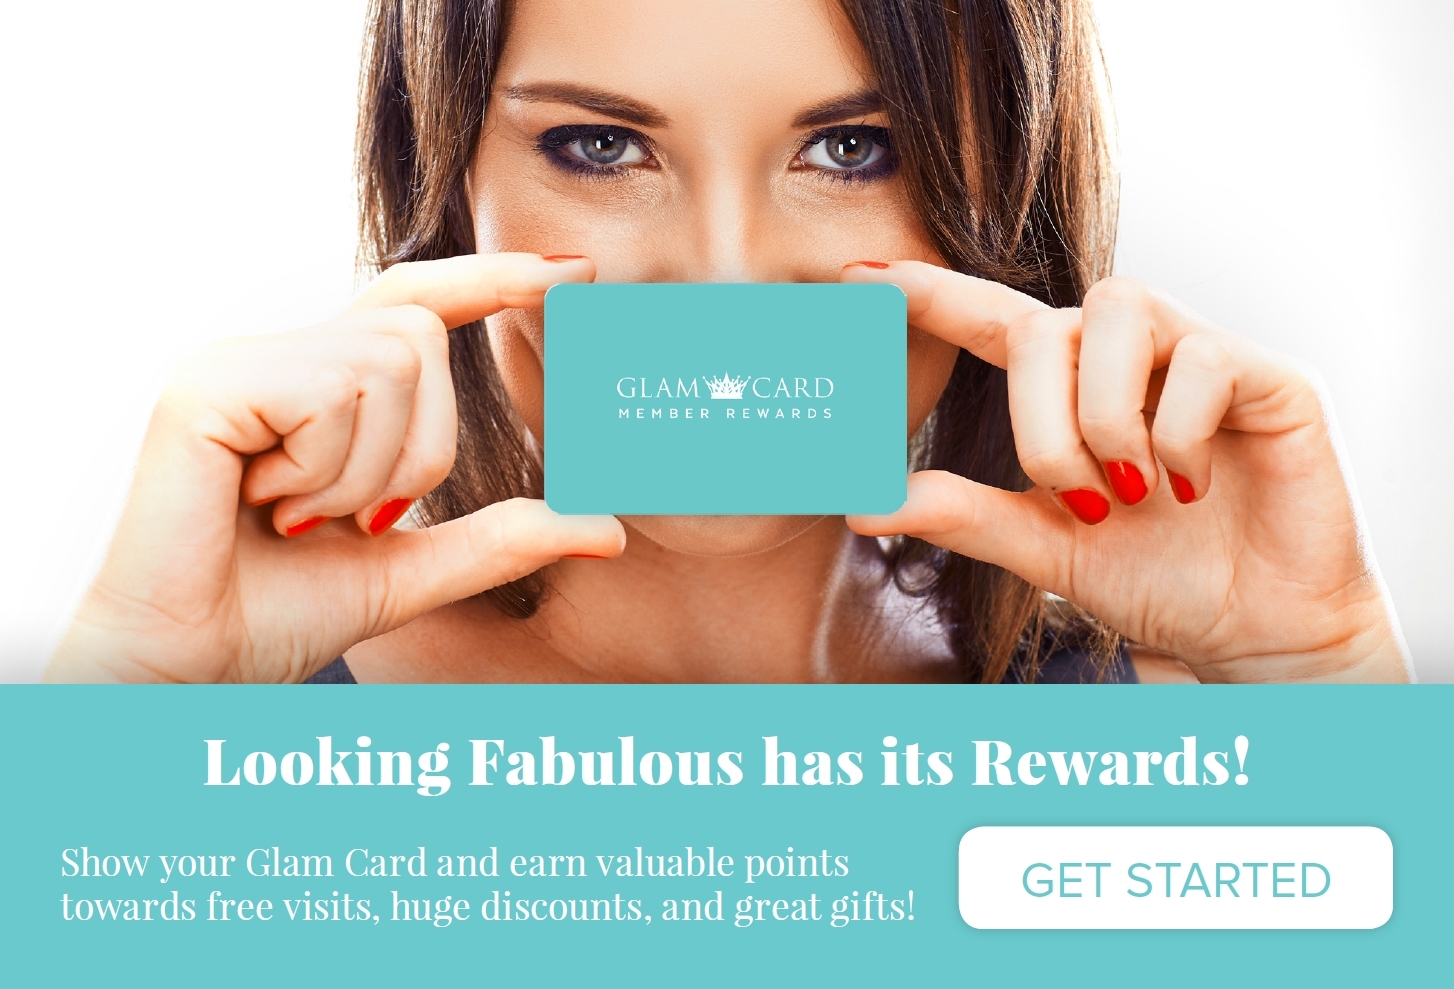 GLAM CARD
MEMBER REWARDS
Looking Fabulous has its Rewards!
Show your Glam Card and earn valuable points
towards free visits, huge discounts, and great gifts!
GET STARTED